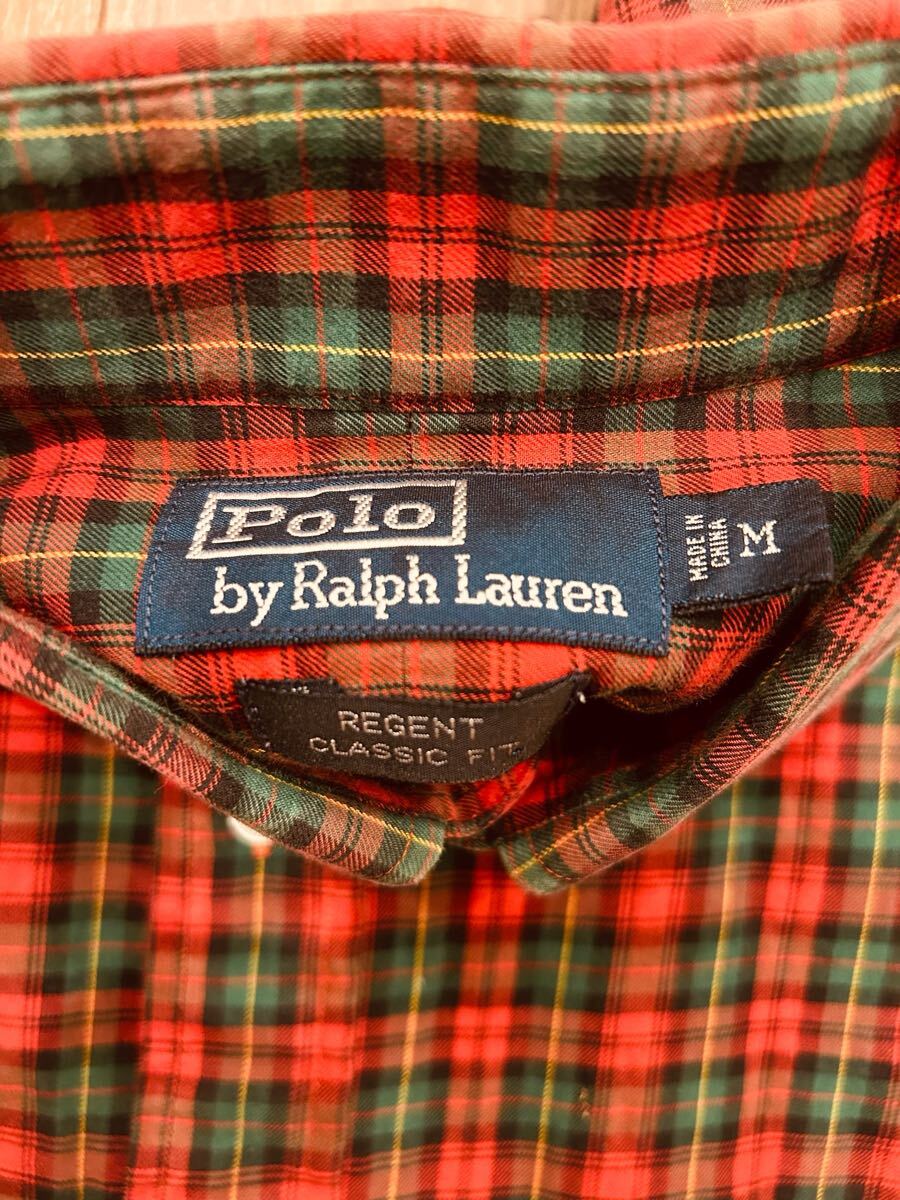 Polo
by Ralph Lauren
MADE IN
CHINA
M
REGENT
CLASSIC FIT